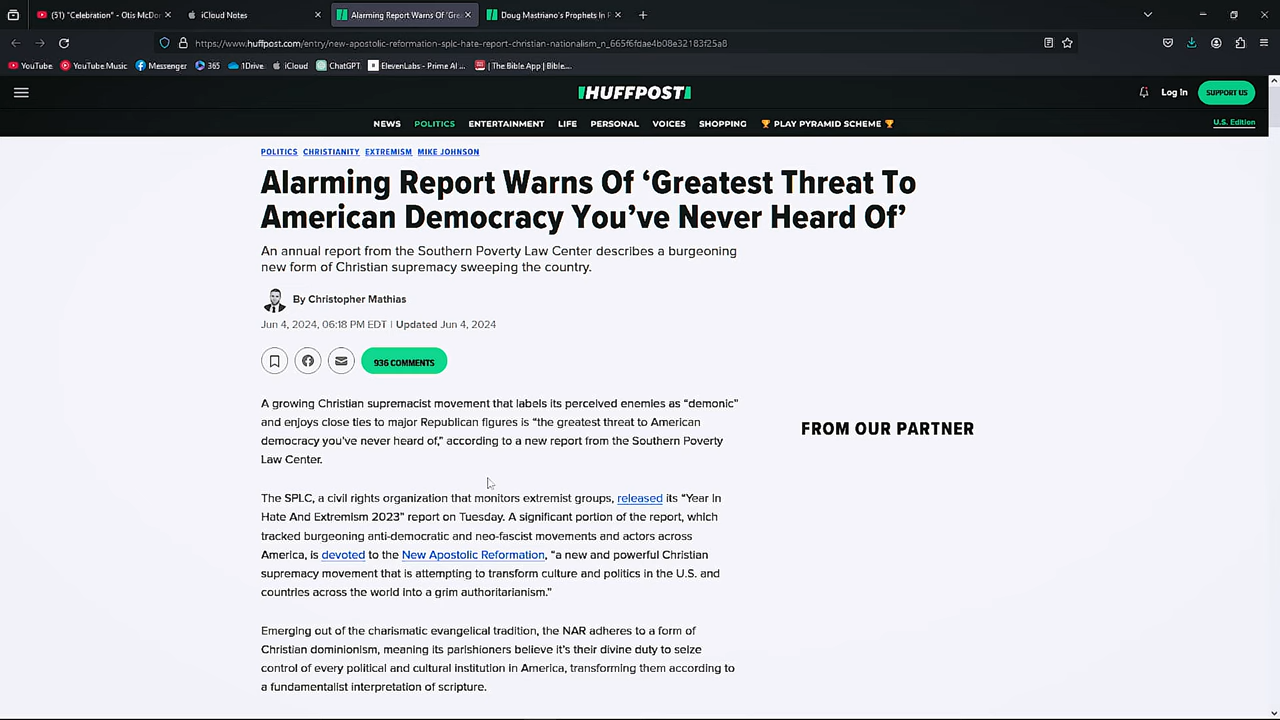 (51) "Celebration" - Otis McDo
iCloud Notes
Alarming Report Warns Of 'Grea
Doug Mastriano's Prophets In P
https://www.huffpost.com/entry/new-apostolic-reformation-splc-hate-report-christian-nationalism_n_665f6fdae4b08e32183f25a8
YouTube
YouTube Music
Messenger
365
1Drive
iCloud
ChatGPT
ElevenLabs - Prime AI ...
| The Bible App | Bible....
HUFFPOST
Log In
SUPPORT US
NEWS
POLITICS
ENTERTAINMENT
LIFE
PERSONAL
VOICES
SHOPPING
🏆 PLAY PYRAMID SCHEME 🏆
U.S. Edition
POLITICS CHRISTIANITY EXTREMISM MIKE JOHNSON
Alarming Report Warns Of ‘Greatest Threat To
American Democracy You’ve Never Heard Of’
An annual report from the Southern Poverty Law Center describes a burgeoning
new form of Christian supremacy sweeping the country.
By Christopher Mathias
Jun 4, 2024, 06:18 PM EDT | Updated Jun 4, 2024
936 COMMENTS
A growing Christian supremacist movement that labels its perceived enemies as “demonic”
and enjoys close ties to major Republican figures is “the greatest threat to American
democracy you’ve never heard of,” according to a new report from the Southern Poverty
Law Center.
The SPLC, a civil rights organization that monitors extremist groups, released its “Year In
Hate And Extremism 2023” report on Tuesday. A significant portion of the report, which
tracked burgeoning anti-democratic and neo-fascist movements and actors across
America, is devoted to the New Apostolic Reformation, “a new and powerful Christian
supremacy movement that is attempting to transform culture and politics in the U.S. and
countries across the world into a grim authoritarianism.”
Emerging out of the charismatic evangelical tradition, the NAR adheres to a form of
Christian dominionism, meaning its parishioners believe it’s their divine duty to seize
control of every political and cultural institution in America, transforming them according to
a fundamentalist interpretation of scripture.
FROM OUR PARTNER